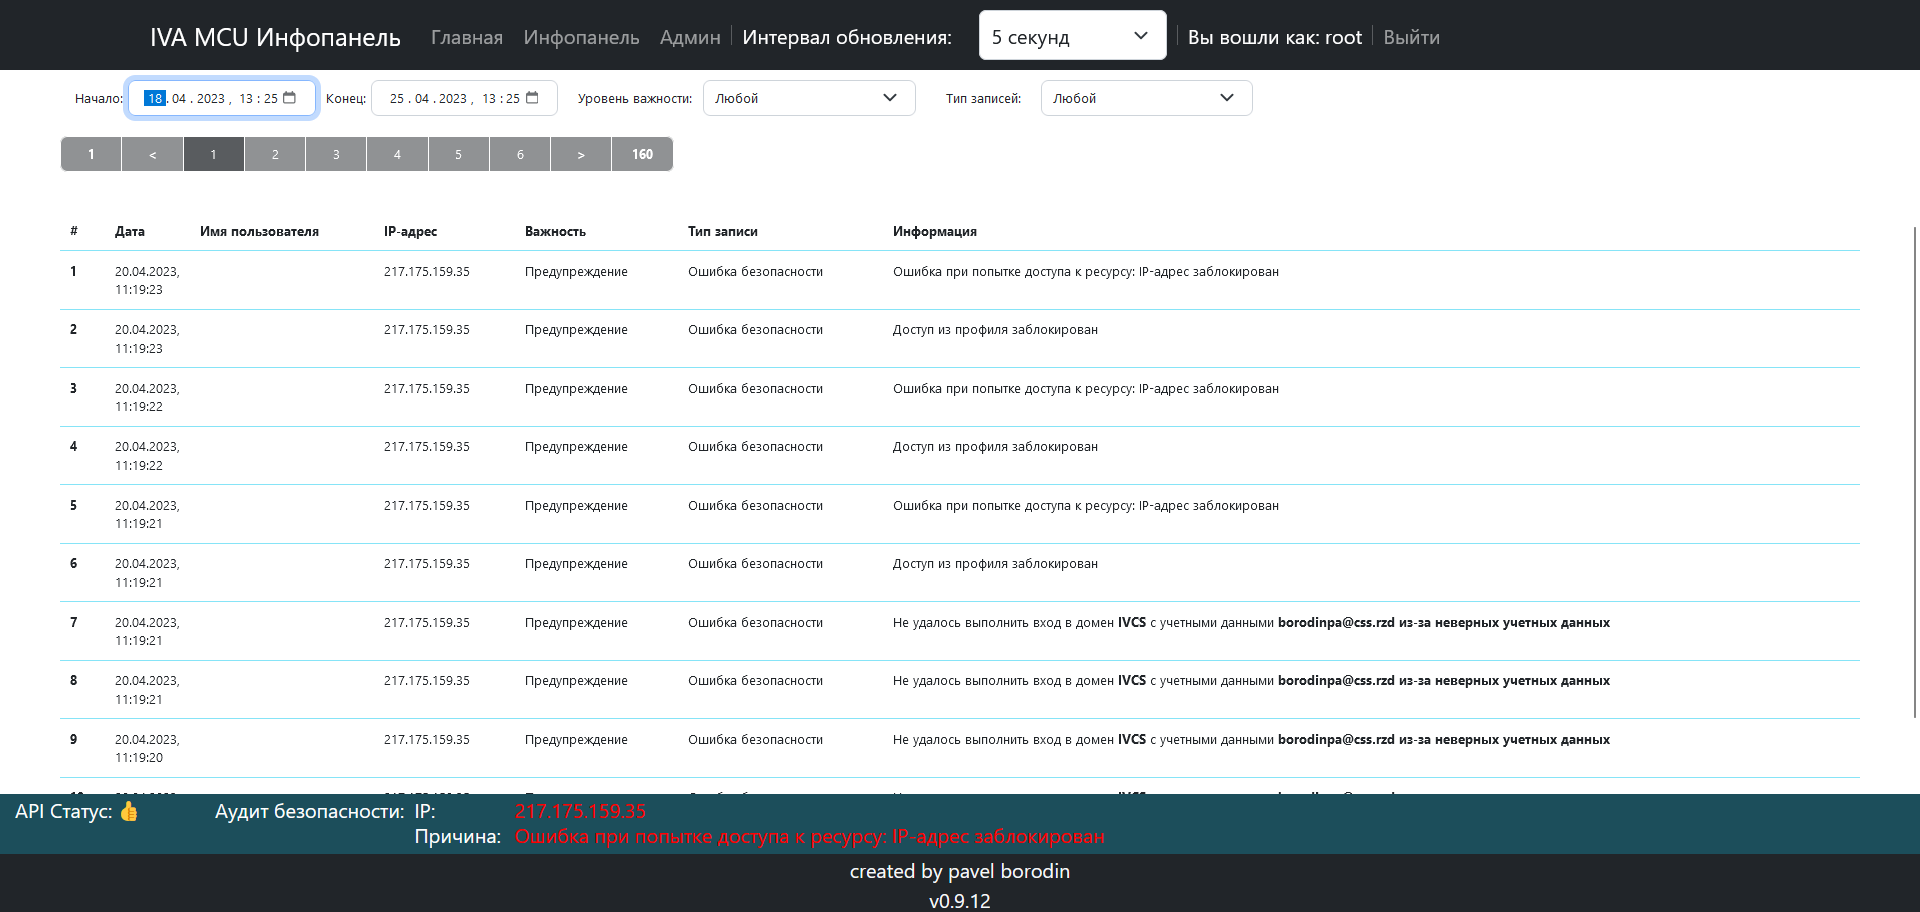 IVA MCU Инфопанель Главная Инфопанель Админ Интервал обновления: 5 секунд Вы вошли как: root Выйти
Начало: 18.04.2023, 13:25 Конец: 25.04.2023, 13:25 Уровень важности: Любой Тип записей: Любой
1 < 1 2 3 4 5 6 > 160
# Дата Имя пользователя IP-адрес Важность Тип записи Информация
1 20.04.2023, 217.175.159.35 Предупреждение Ошибка безопасности Ошибка при попытке доступа к ресурсу: IP-адрес заблокирован
11:19:23
2 20.04.2023, 217.175.159.35 Предупреждение Ошибка безопасности Доступ из профиля заблокирован
11:19:23
3 20.04.2023, 217.175.159.35 Предупреждение Ошибка безопасности Ошибка при попытке доступа к ресурсу: IP-адрес заблокирован
11:19:22
4 20.04.2023, 217.175.159.35 Предупреждение Ошибка безопасности Доступ из профиля заблокирован
11:19:22
5 20.04.2023, 217.175.159.35 Предупреждение Ошибка безопасности Ошибка при попытке доступа к ресурсу: IP-адрес заблокирован
11:19:21
6 20.04.2023, 217.175.159.35 Предупреждение Ошибка безопасности Доступ из профиля заблокирован
11:19:21
7 20.04.2023, 217.175.159.35 Предупреждение Ошибка безопасности Не удалось выполнить вход в домен IVCS с учетными данными borodinpa@css.rzd из-за неверных учетных данных
11:19:21
8 20.04.2023, 217.175.159.35 Предупреждение Ошибка безопасности Не удалось выполнить вход в домен IVCS с учетными данными borodinpa@css.rzd из-за неверных учетных данных
11:19:21
9 20.04.2023, 217.175.159.35 Предупреждение Ошибка безопасности Не удалось выполнить вход в домен IVCS с учетными данными borodinpa@css.rzd из-за неверных учетных данных
11:19:20
API Статус: 👍 Аудит безопасности: IP: 217.175.159.35
Причина: Ошибка при попытке доступа к ресурсу: IP-адрес заблокирован
created by pavel borodin
v0.9.12